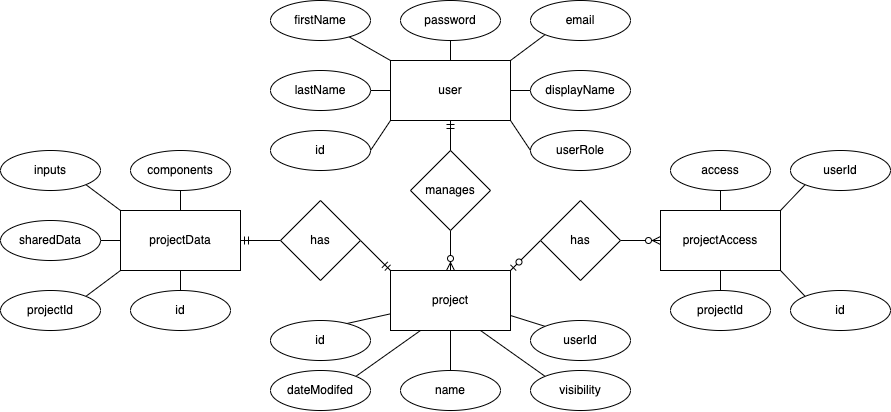 firstName
password
email
lastName
user
displayName
id
userRole
inputs
components
manages
access
userId
sharedData
projectData
has
has
projectAccess
projectId
id
project
projectId
id
id
userId
dateModifed
name
visibility